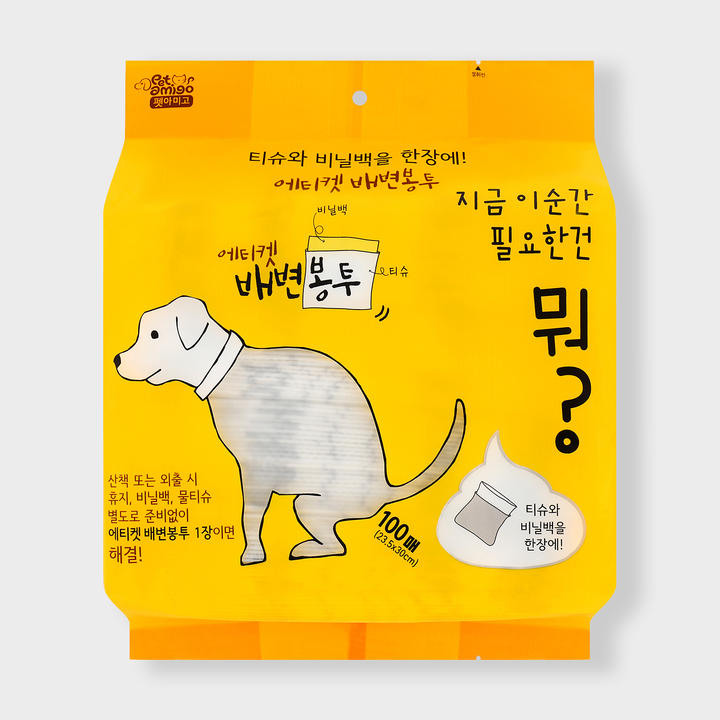 Pet
amigo
펫아미고
절취선
티슈와 비닐백을 한장에!
에티켓 배변봉투
지금 이순간
필요한건
뭐?
비닐백
에티켓
배변봉투
티슈
산책 또는 외출 시
휴지, 비닐백, 물티슈
별도로 준비없이
에티켓 배변봉투 1장이면
해결!
100매
(23.5x30cm)
티슈와
비닐백을
한장에!